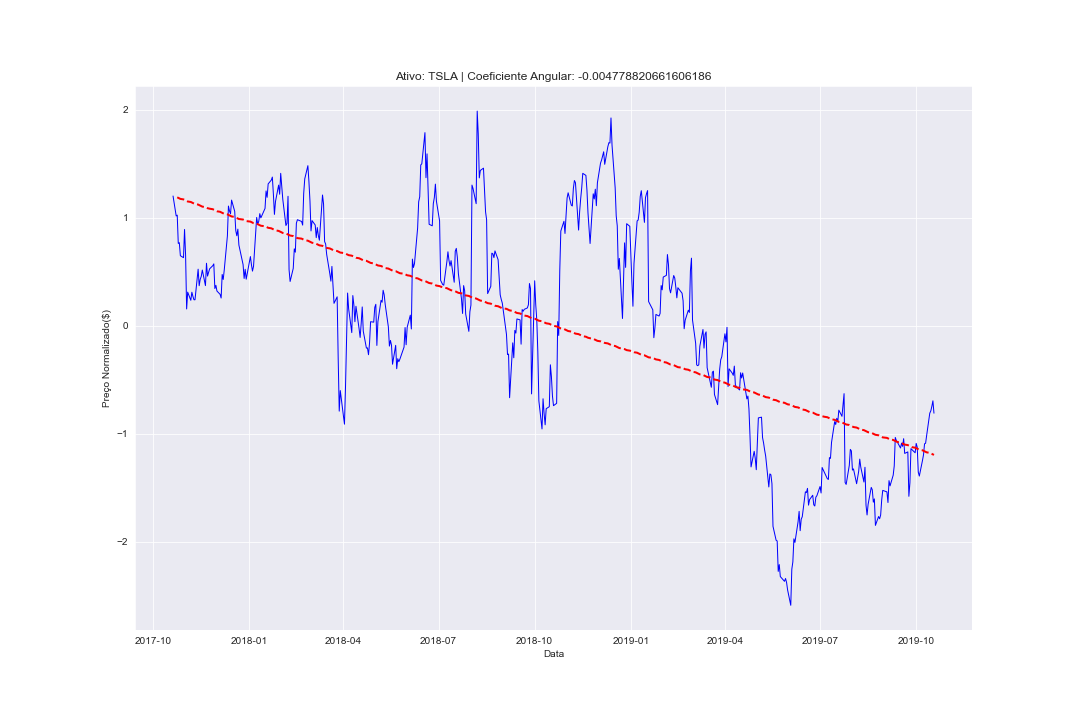 Ativo: TSLA | Coeficiente Angular: -0.004778820661606186
2
1
0
−1
−2
Preço Normalizado($)
2017-10 2018-01 2018-04 2018-07 2018-10 2019-01 2019-04 2019-07 2019-10
Data